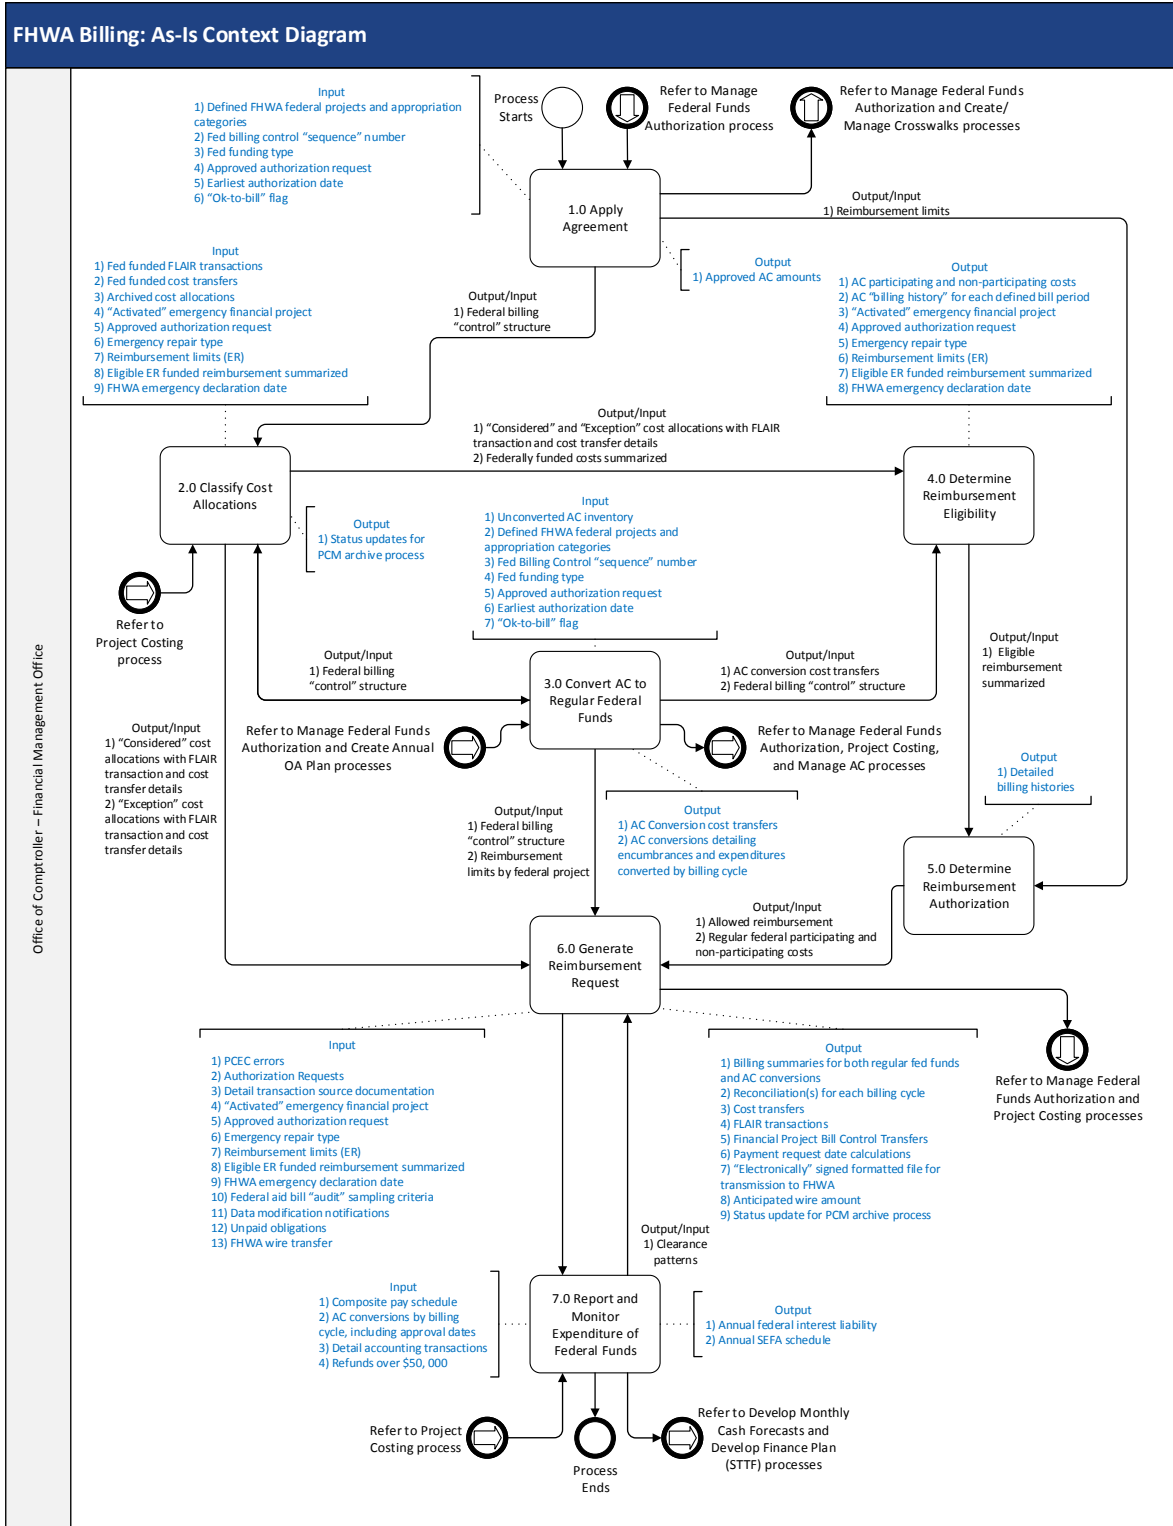 FHWA Billing: As-Is Context Diagram
Office of Comptroller – Financial Management Office
Input
1) Defined FHWA federal projects and appropriation
categories
2) Fed billing control “sequence” number
3) Fed funding type
4) Approved authorization request
5) Earliest authorization date
6) “Ok-to-bill” flag
Process
Starts
Refer to Manage
Federal Funds
Authorization process
Refer to Manage Federal Funds
Authorization and Create/
Manage Crosswalks processes
1.0 Apply
Agreement
Output/Input
1) Reimbursement limits
Output
1) Approved AC amounts
Input
1) Fed funded FLAIR transactions
2) Fed funded cost transfers
3) Archived cost allocations
4) “Activated” emergency financial project
5) Approved authorization request
6) Emergency repair type
7) Reimbursement limits (ER)
8) Eligible ER funded reimbursement summarized
9) FHWA emergency declaration date
Output/Input
1) Federal billing
“control” structure
Output
1) AC participating and non-participating costs
2) AC “billing history” for each defined bill period
3) “Activated” emergency financial project
4) Approved authorization request
5) Emergency repair type
6) Reimbursement limits (ER)
7) Eligible ER funded reimbursement summarized
8) FHWA emergency declaration date
Output/Input
1) “Considered” and “Exception” cost allocations with FLAIR
transaction and cost transfer details
2) Federally funded costs summarized
2.0 Classify Cost
Allocations
4.0 Determine
Reimbursement
Eligibility
Output
1) Status updates for
PCM archive process
Input
1) Unconverted AC inventory
2) Defined FHWA federal projects and
appropriation categories
3) Fed Billing Control “sequence” number
4) Fed funding type
5) Approved authorization request
6) Earliest authorization date
7) “Ok-to-bill” flag
Refer to
Project Costing
process
Output/Input
1) Federal billing
“control” structure
3.0 Convert AC to
Regular Federal
Funds
Output/Input
1) AC conversion cost transfers
2) Federal billing “control” structure
Output/Input
1) Eligible
reimbursement
summarized
Refer to Manage Federal Funds
Authorization and Create Annual
OA Plan processes
Refer to Manage Federal Funds
Authorization, Project Costing,
and Manage AC processes
Output/Input
1) “Considered” cost
allocations with FLAIR
transaction and cost
transfer details
2) “Exception” cost
allocations with FLAIR
transaction and cost
transfer details
Output
1) Detailed
billing histories
Output/Input
1) Federal billing
“control” structure
2) Reimbursement
limits by federal project
Output
1) AC Conversion cost transfers
2) AC conversions detailing
encumbrances and expenditures
converted by billing cycle
5.0 Determine
Reimbursement
Authorization
Output/Input
1) Allowed reimbursement
2) Regular federal participating and
non-participating costs
6.0 Generate
Reimbursement
Request
Input
1) PCEC errors
2) Authorization Requests
3) Detail transaction source documentation
4) “Activated” emergency financial project
5) Approved authorization request
6) Emergency repair type
7) Reimbursement limits (ER)
8) Eligible ER funded reimbursement summarized
9) FHWA emergency declaration date
10) Federal aid bill “audit” sampling criteria
11) Data modification notifications
12) Unpaid obligations
13) FHWA wire transfer
Output
1) Billing summaries for both regular fed funds
and AC conversions
2) Reconciliation(s) for each billing cycle
3) Cost transfers
4) FLAIR transactions
5) Financial Project Bill Control Transfers
6) Payment request date calculations
7) “Electronically” signed formatted file for
transmission to FHWA
8) Anticipated wire amount
9) Status update for PCM archive process
Refer to Manage Federal
Funds Authorization and
Project Costing processes
Output/Input
1) Clearance
patterns
Input
1) Composite pay schedule
2) AC conversions by billing
cycle, including approval dates
3) Detail accounting transactions
4) Refunds over $50, 000
7.0 Report and
Monitor
Expenditure of
Federal Funds
Output
1) Annual federal interest liability
2) Annual SEFA schedule
Refer to Project
Costing process
Process
Ends
Refer to Develop Monthly
Cash Forecasts and
Develop Finance Plan
(STTF) processes